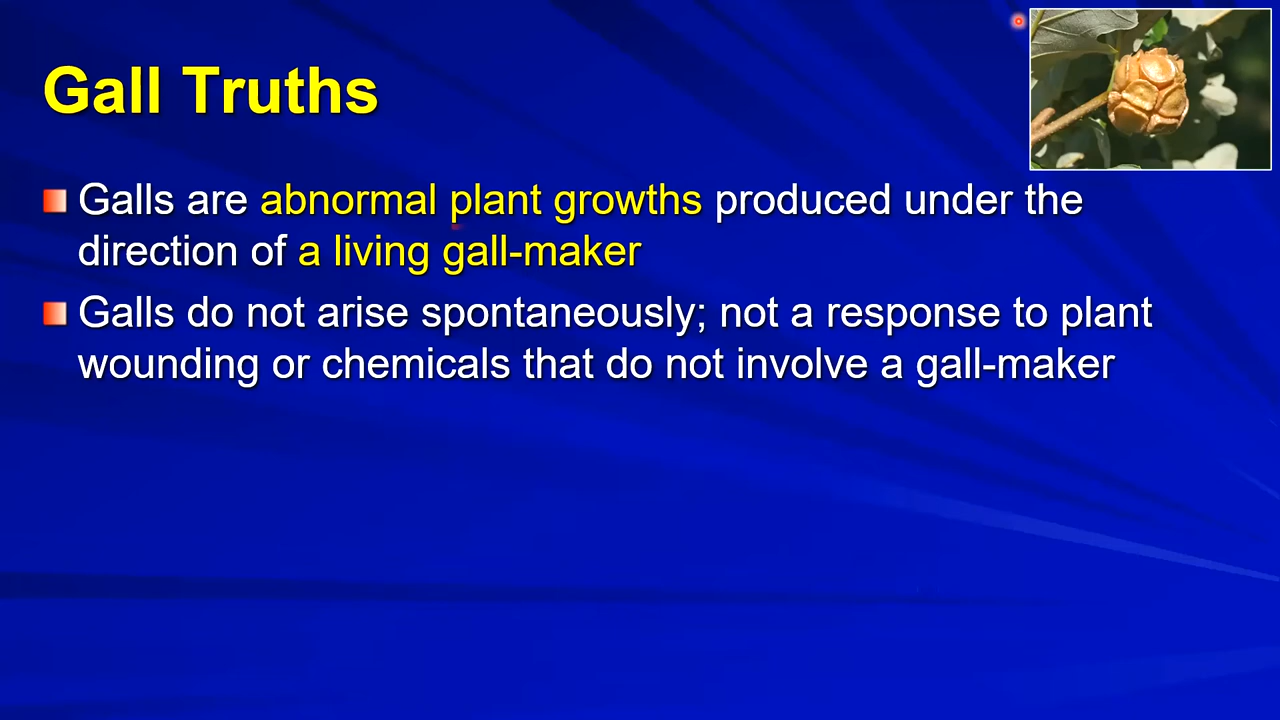 Gall Truths
Galls are abnormal plant growths produced under the
direction of a living gall-maker
Galls do not arise spontaneously; not a response to plant
wounding or chemicals that do not involve a gall-maker